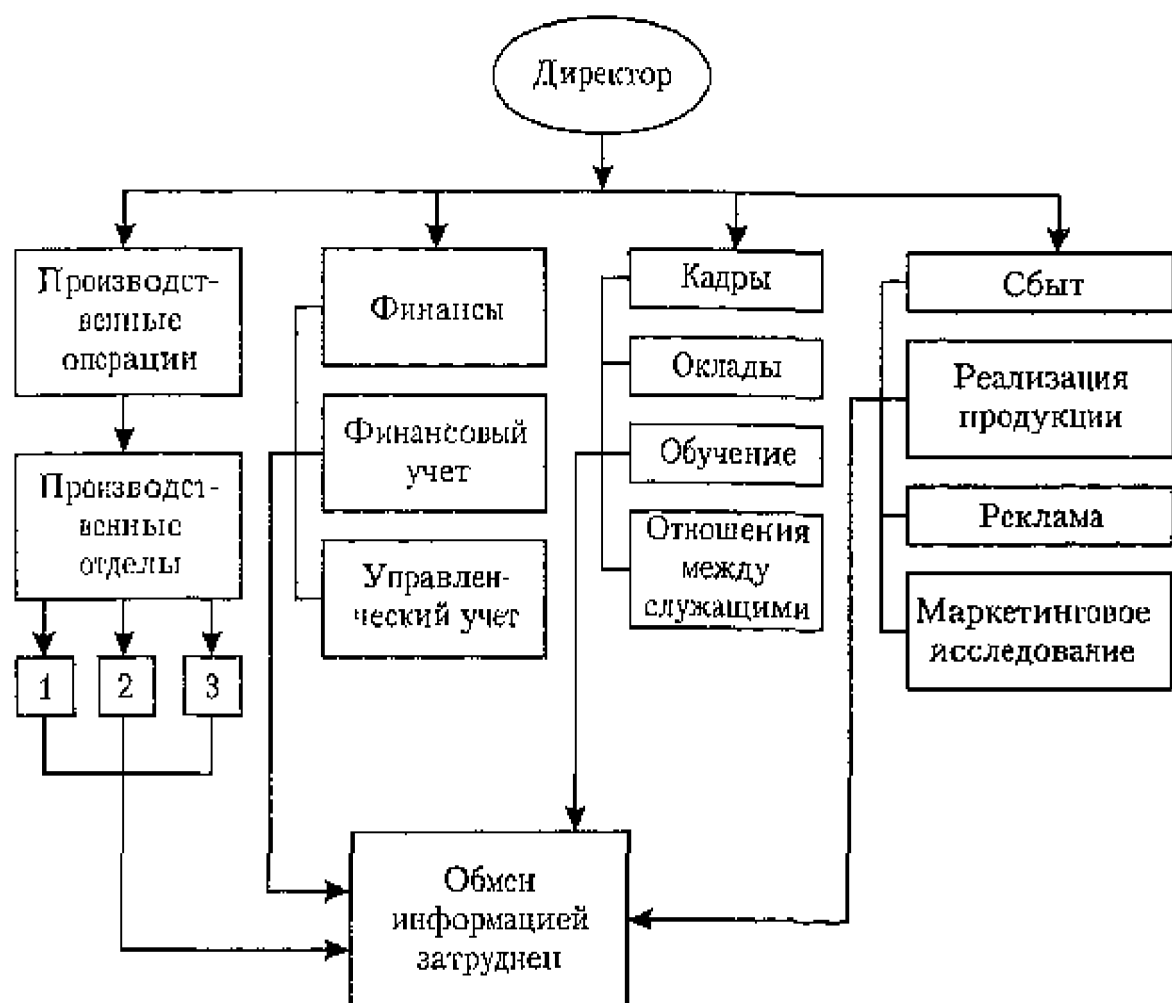 Директор
Производст-
венные
операции
Производст-
венные
отделы
1
2
3
Финансы
Финансовый
учет
Управлен-
ческий учет
Кадры
Оклады
Обучение
Отношения
между
служащими
Сбыт
Реализация
продукции
Реклама
Маркетинговое
исследование
Обмен
информацией
затруднен